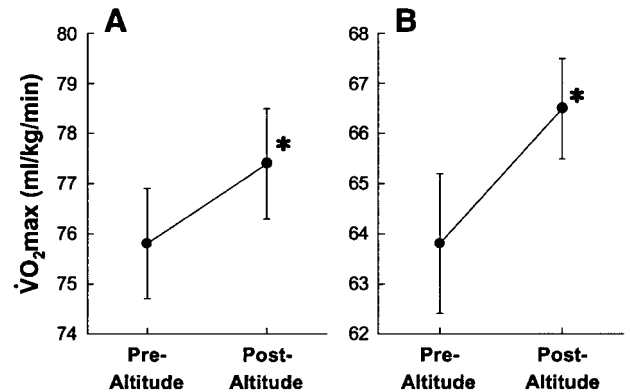 A
B
V̇O₂max (ml/kg/min)
80
79
78
77
76
75
74
68
67
66
65
64
63
62
*
*
Pre-
Altitude
Post-
Altitude
Pre-
Altitude
Post-
Altitude